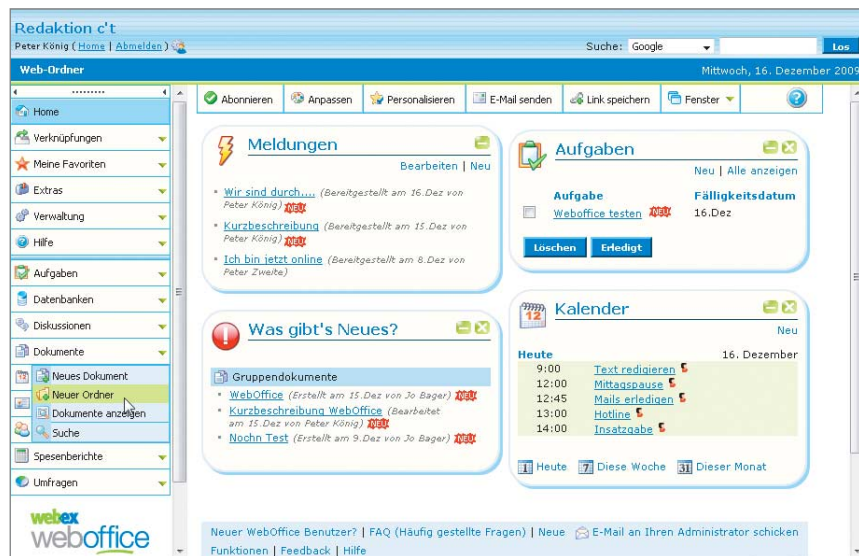 Redaktion c't
Peter König ( Home | Abmelden )
Suche: Google Los
Web-Ordner
Mittwoch, 16. Dezember 2009
Home
Verknüpfungen
Meine Favoriten
Extras
Verwaltung
Hilfe
Aufgaben
Datenbanken
Diskussionen
Dokumente
Neues Dokument
Neuer Ordner
Dokumente anzeigen
Suche
Spesenberichte
Umfragen
webex
weboffice
Abonnieren Anpassen Personalisieren E-Mail senden Link speichern Fenster
Meldungen
Bearbeiten | Neu
Wir sind durch.... (Bereitgestellt am 16.Dez von
Peter König) NEU
Kurzbeschreibung (Bereitgestellt am 15.Dez von
Peter König) NEU
Ich bin jetzt online (Bereitgestellt am 8.Dez von
Peter Zweite)
Was gibt's Neues?
Gruppendokumente
WebOffice (Erstellt am 15.Dez von Jo Bager) NEU
Kurzbeschreibung WebOffice (Bearbeitet
am 15.Dez von Peter König) NEU
Nochn Test (Erstellt am 9.Dez von Jo Bager) NEU
Aufgaben
Neu | Alle anzeigen
Aufgabe Fälligkeitsdatum
Weboffice testen NEU 16.Dez
Löschen Erledigt
12
Kalender
Neu
Heute 16. Dezember
9:00 Text redigieren
12:00 Mittagspause
12:45 Mails erledigen
13:00 Hotline
14:00 Insatzgabe
1 Heute 7 Diese Woche 31 Dieser Monat
Neuer WebOffice Benutzer? | FAQ (Häufig gestellte Fragen) | Neue E-Mail an Ihren Administrator schicken
Funktionen | Feedback | Hilfe